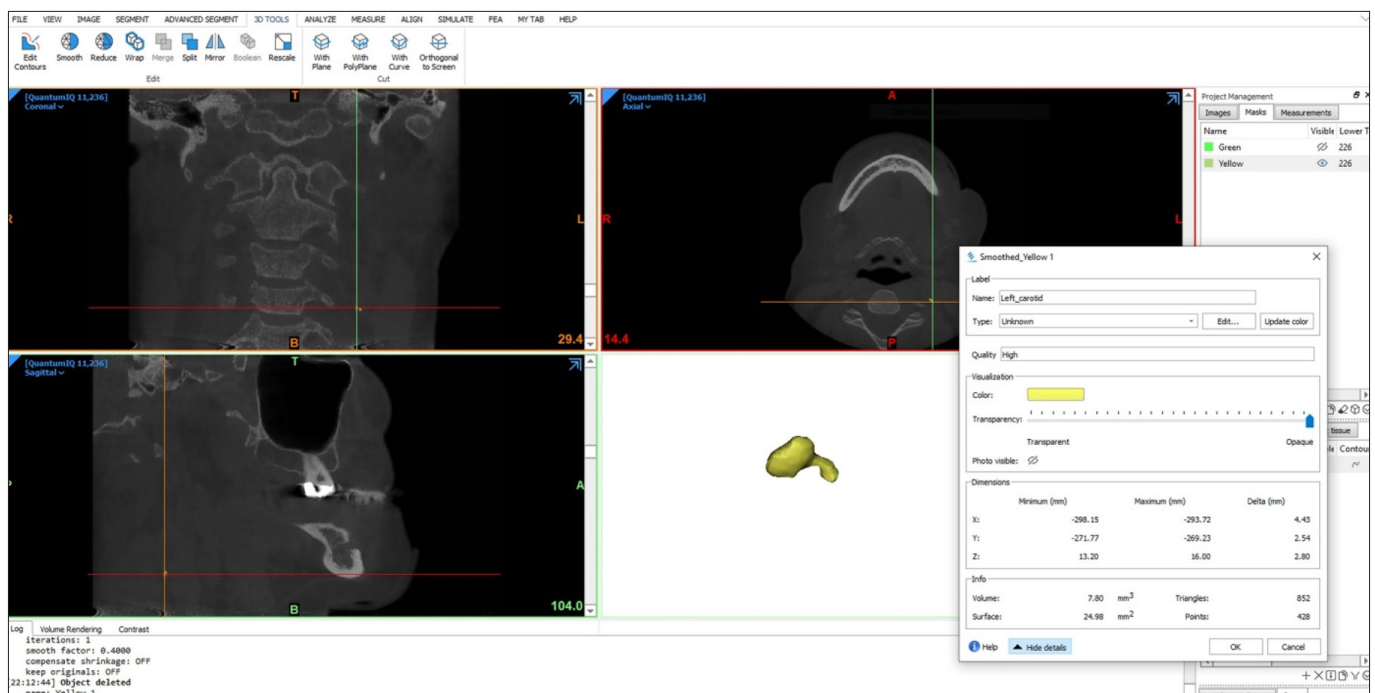 FILE VIEW IMAGE SEGMENT ADVANCED SEGMENT 3D TOOLS ANALYZE MEASURE ALIGN SIMULATE FEA MY TAB HELP
Edit Contours Smooth Reduce Wrap Merge Split Mirror Boolean Rescale With Plane With PolyPlane With Curve Orthogonal to Screen
Edit Cut
[QuantumIQ 11,236]
Coronal
T
R
L
B
29.4
[QuantumIQ 11,236]
Axial
A
R
L
P
14.4
[QuantumIQ 11,236]
Sagittal
T
A
B
104.0
Project Management
Images Masks Measurements
Name Visible Lower T
Green 226
Yellow 226
tissue
Contou
Smoothed_Yellow 1
Label
Name: Left_carotid
Type: Unknown Edit... Update color
Quality High
Visualization
Color:
Transparency:
Transparent Opaque
Photo visible:
Dimensions
Minimum (mm) Maximum (mm) Delta (mm)
X: -298.15 -293.72 4.43
Y: -271.77 -269.23 2.54
Z: 13.20 16.00 2.80
Info
Volume: 7.80 mm3 Triangles: 852
Surface: 24.98 mm2 Points: 428
Help Hide details OK Cancel
Log Volume Rendering Contrast
iterations: 1
smooth factor: 0.4000
compensate shrinkage: OFF
keep originals: OFF
22:12:44] Object deleted
name: Yellow 1